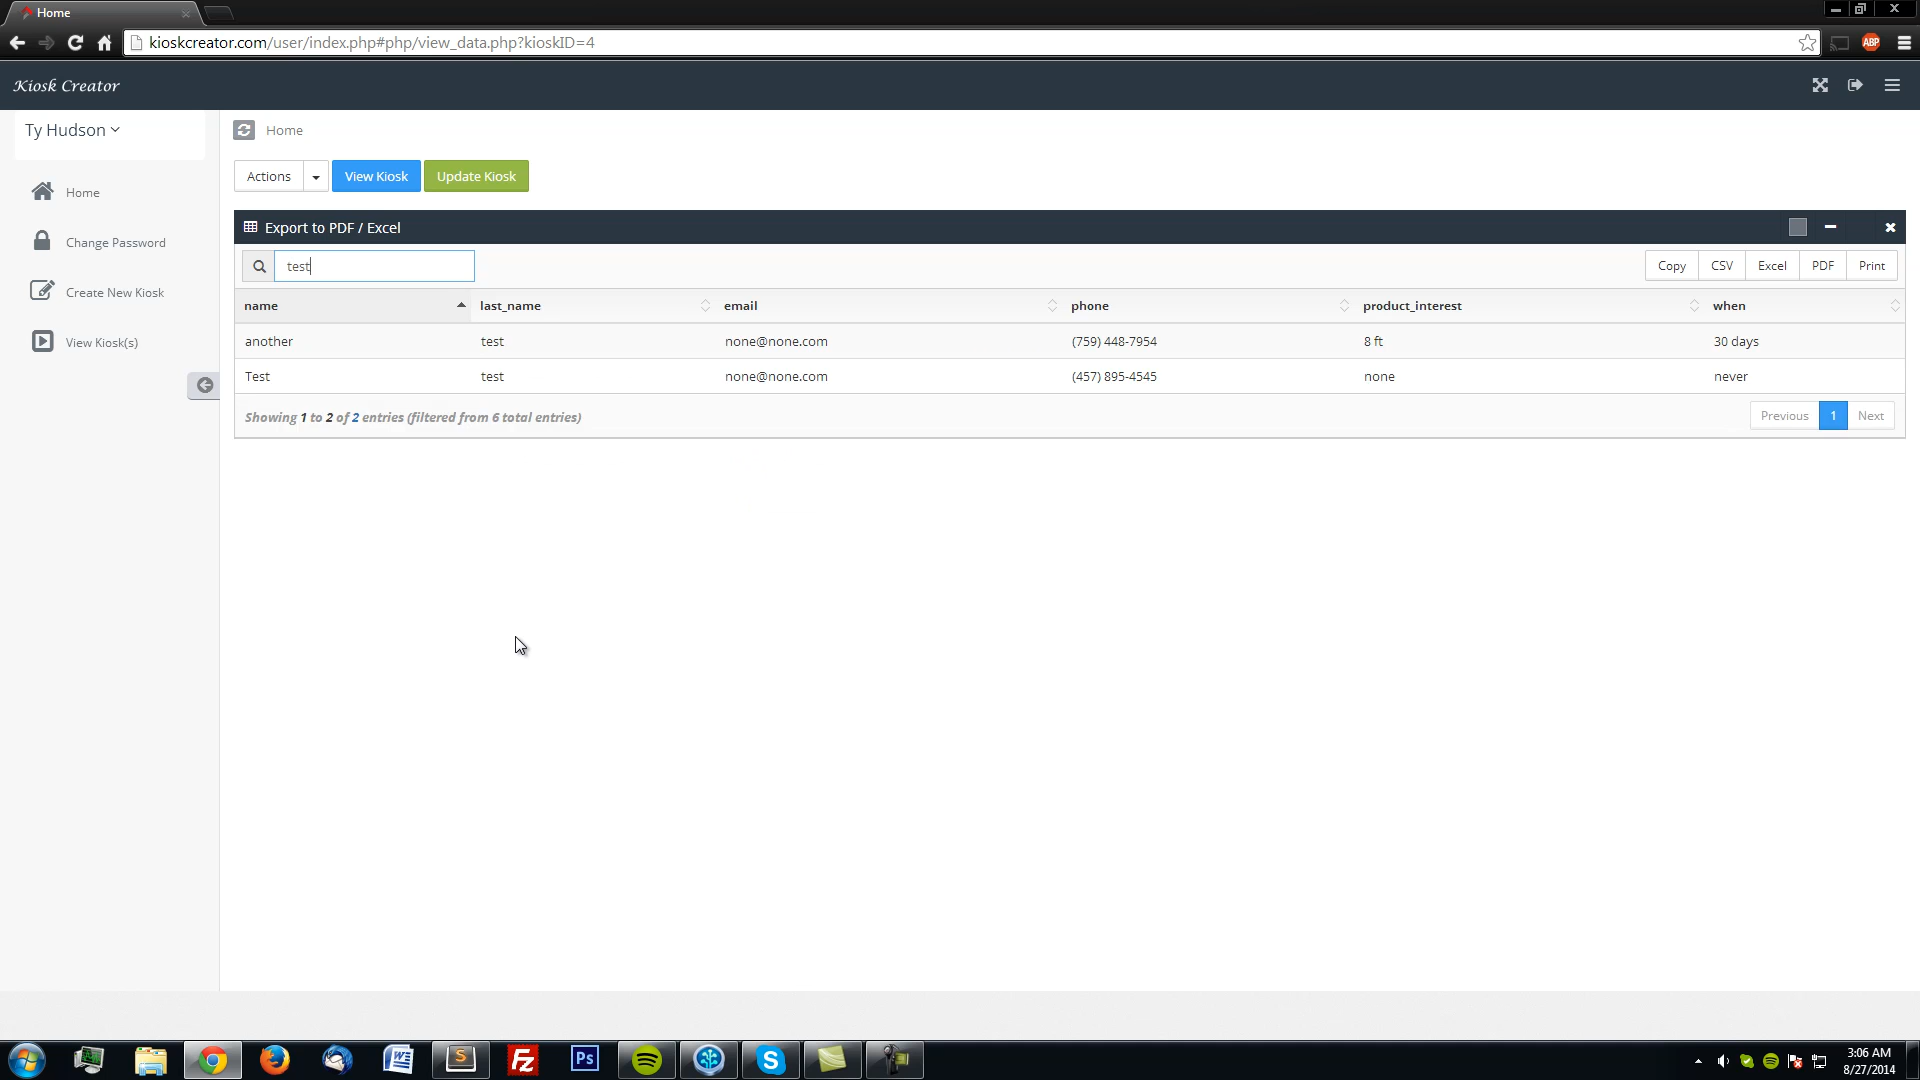 Home
kioskcreator.com/user/index.php#php/view_data.php?kioskID=4
ABP
Kiosk Creator
Ty Hudson
Home
Change Password
Create New Kiosk
View Kiosk(s)
Home
Actions View Kiosk Update Kiosk
Export to PDF / Excel
test
Copy CSV Excel PDF Print
name last_name email phone product_interest when
another test none@none.com (759) 448-7954 8 ft 30 days
Test test none@none.com (457) 895-4545 none never
Showing 1 to 2 of 2 entries (filtered from 6 total entries)
Previous 1 Next
W S Fz Ps S
3:06 AM
8/27/2014